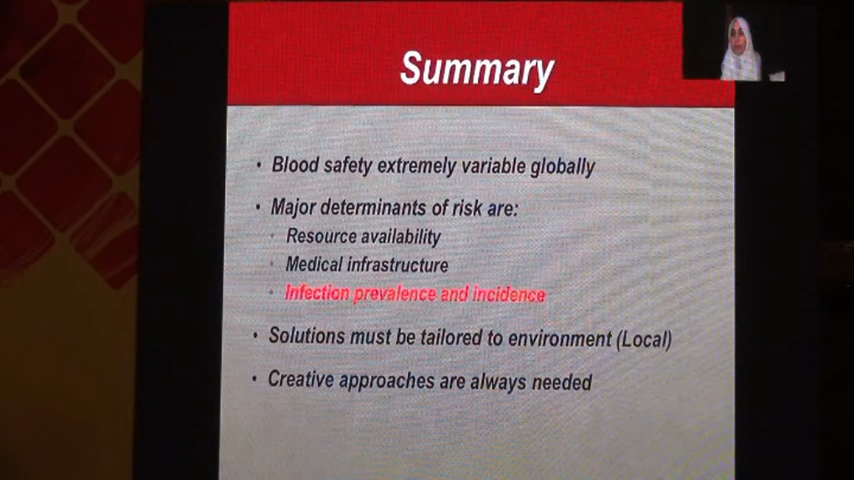 Summary
• Blood safety extremely variable globally
• Major determinants of risk are:
• Resource availability
• Medical infrastructure
• Infection prevalence and incidence
• Solutions must be tailored to environment (Local)
• Creative approaches are always needed